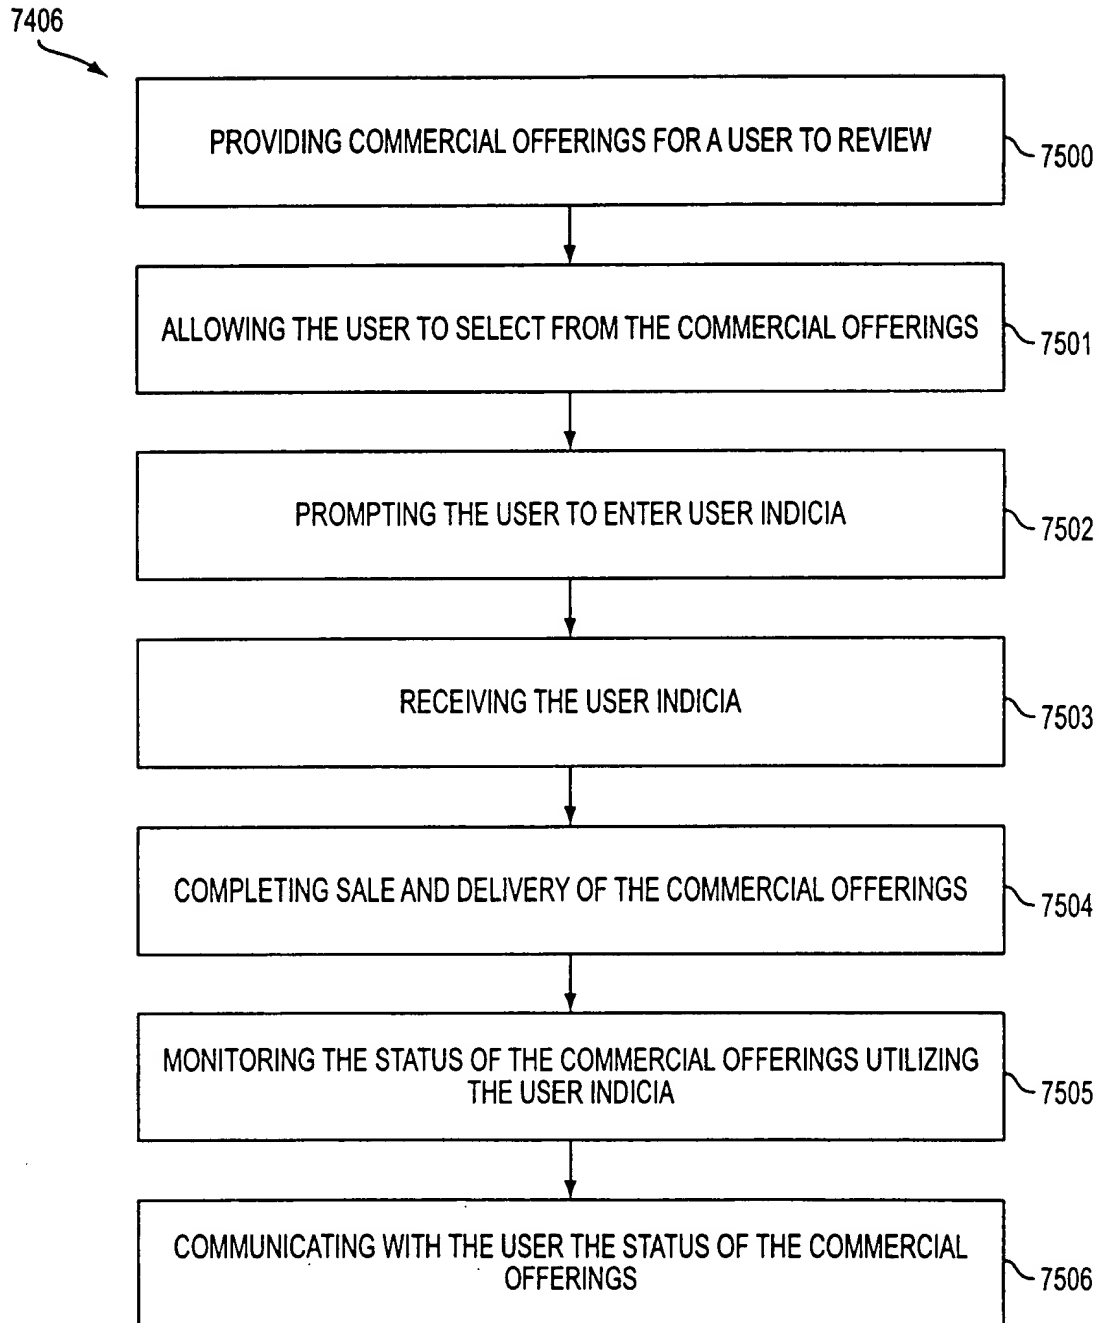 7406
PROVIDING COMMERCIAL OFFERINGS FOR A USER TO REVIEW
7500
ALLOWING THE USER TO SELECT FROM THE COMMERCIAL OFFERINGS
7501
PROMPTING THE USER TO ENTER USER INDICIA
7502
RECEIVING THE USER INDICIA
7503
COMPLETING SALE AND DELIVERY OF THE COMMERCIAL OFFERINGS
7504
MONITORING THE STATUS OF THE COMMERCIAL OFFERINGS UTILIZING
THE USER INDICIA
7505
COMMUNICATING WITH THE USER THE STATUS OF THE COMMERCIAL
OFFERINGS
7506